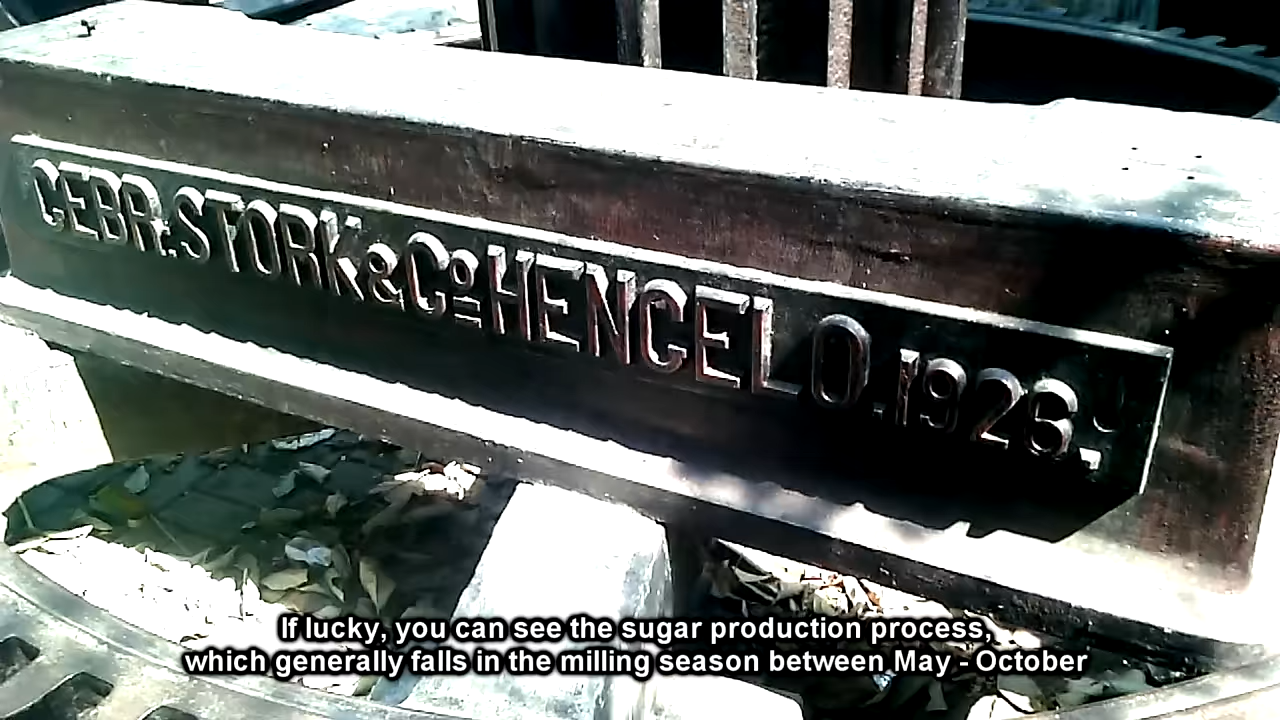 GEBR. STORK & Co HENGELO. 1926.
If lucky, you can see the sugar production process,
which generally falls in the milling season between May - October